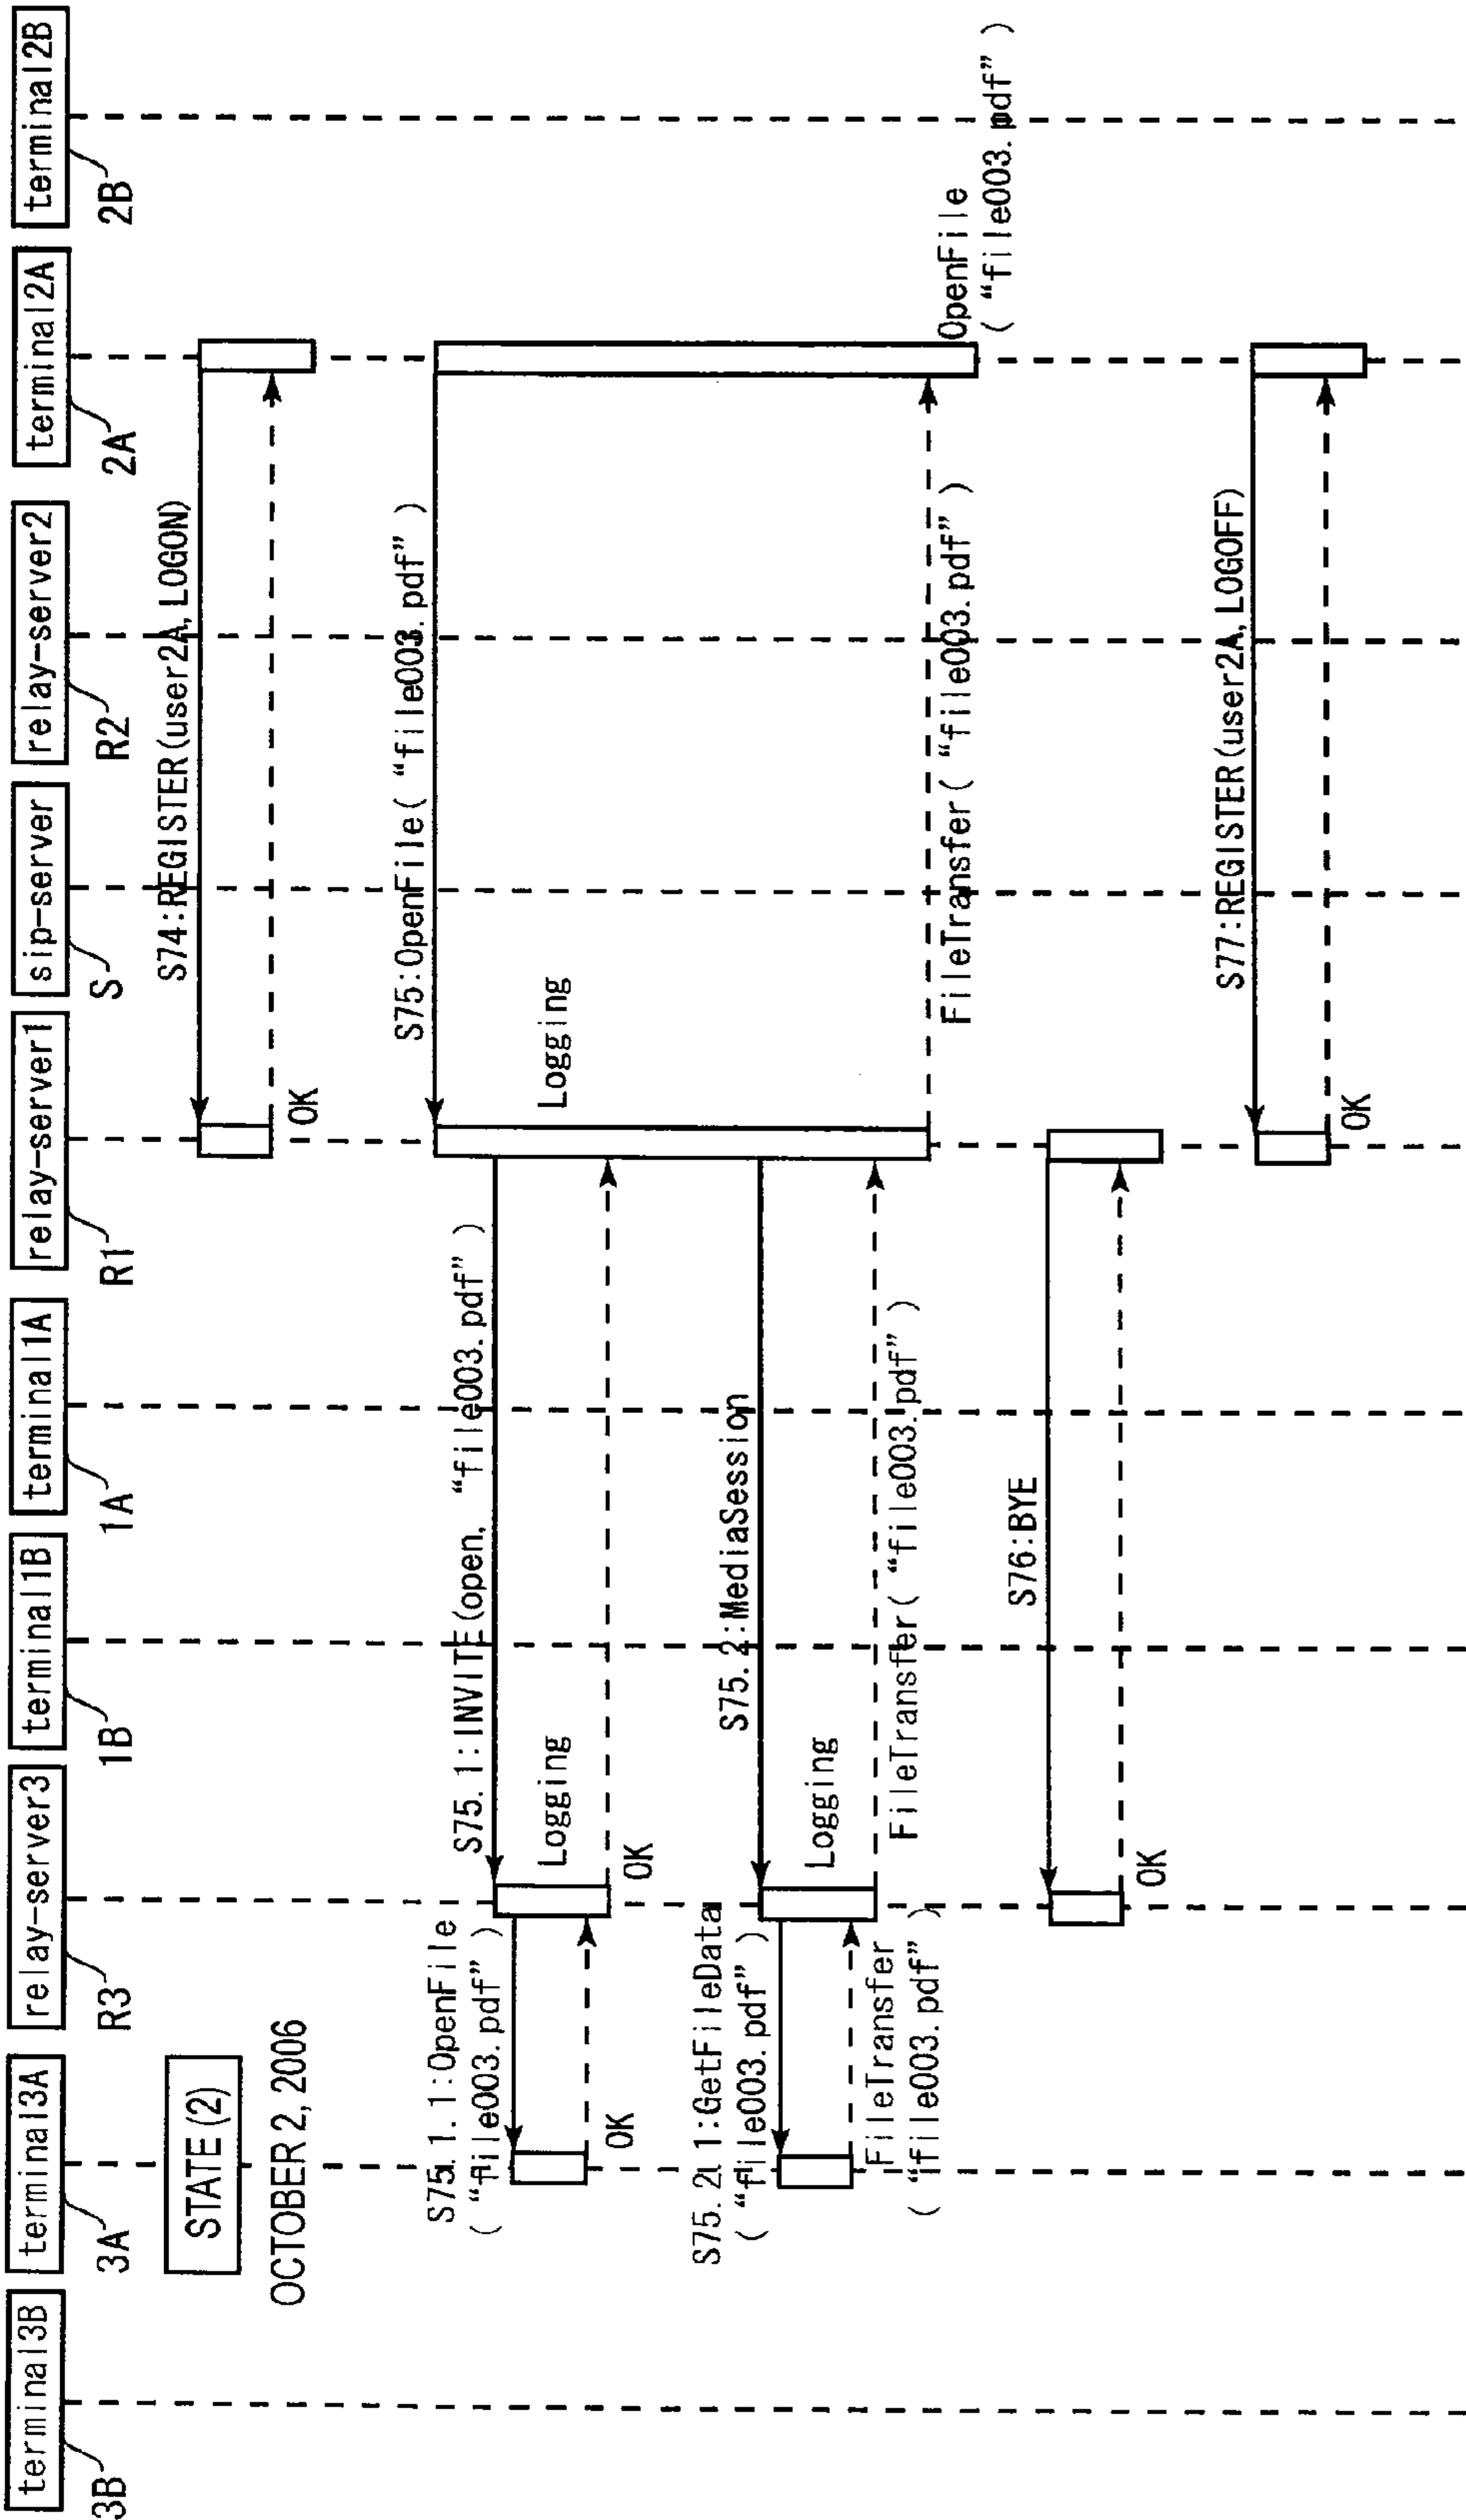 terminal3B
3B
terminal3A
3A
relay-server3
R3
terminal1B
1B
terminal1A
1A
relay-server1
R1
sip-server
S
relay-server2
R2
terminal2A
2A
terminal2B
2B
STATE(2)
OCTOBER 2, 2006
S74:REGISTER(user2A,LOGON)
OK
S75:OpenFile( “file003.pdf” )
Logging
S75.1:INVITE(open, “file003.pdf” )
Logging
S75.1.1:OpenFile
( “file003.pdf” )
OK
OK
S75.2:MediaSession
Logging
S75.2.1:GetFileData
( “file003.pdf” )
FileTransfer
( “file003.pdf” )
FileTransfer( “file003.pdf” )
FileTransfer( “file003.pdf” )
OpenFile
( “file003.pdf” )
S76:BYE
OK
S77:REGISTER(user2A,LOGOFF)
OK